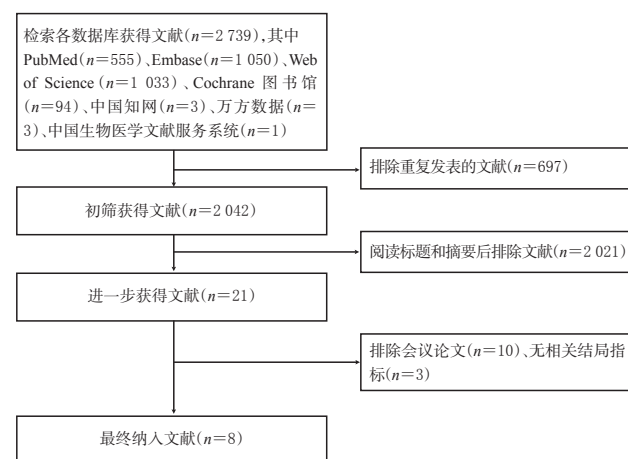 检索各数据库获得文献(n=2 739),其中
PubMed(n=555)、Embase(n=1 050)、Web
of Science(n=1 033)、Cochrane 图书馆
(n=94)、中国知网(n=3)、万方数据(n=
3)、中国生物医学文献服务系统(n=1)
排除重复发表的文献(n=697)
初筛获得文献(n=2 042)
阅读标题和摘要后排除文献(n=2 021)
进一步获得文献(n=21)
排除会议论文(n=10)、无相关结局指
标(n=3)
最终纳入文献(n=8)